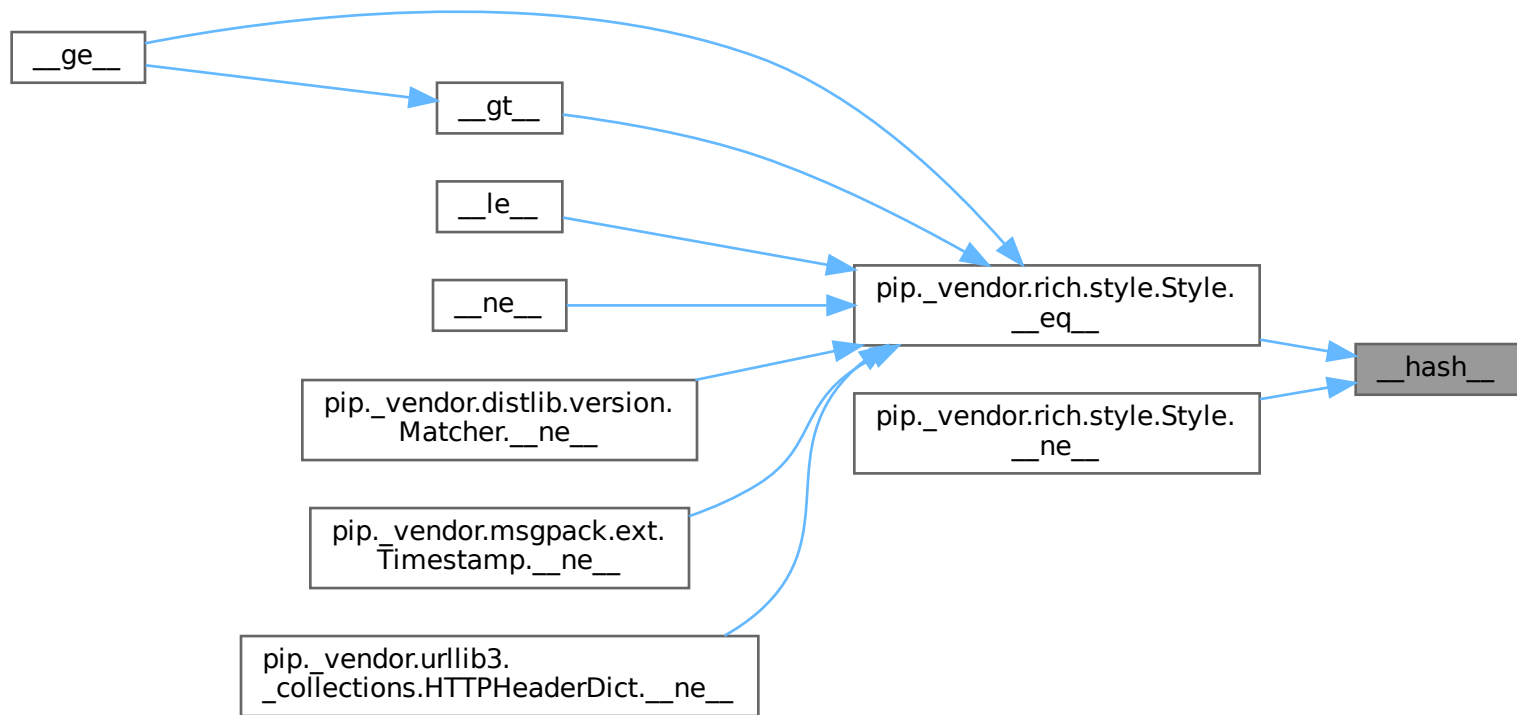 __ge__
__gt__
__le__
__ne__
pip._vendor.distlib.version.
Matcher.__ne__
pip._vendor.msgpack.ext.
Timestamp.__ne__
pip._vendor.urllib3.
_collections.HTTPHeaderDict.__ne__
pip._vendor.rich.style.Style.
__eq__
pip._vendor.rich.style.Style.
__ne__
__hash__